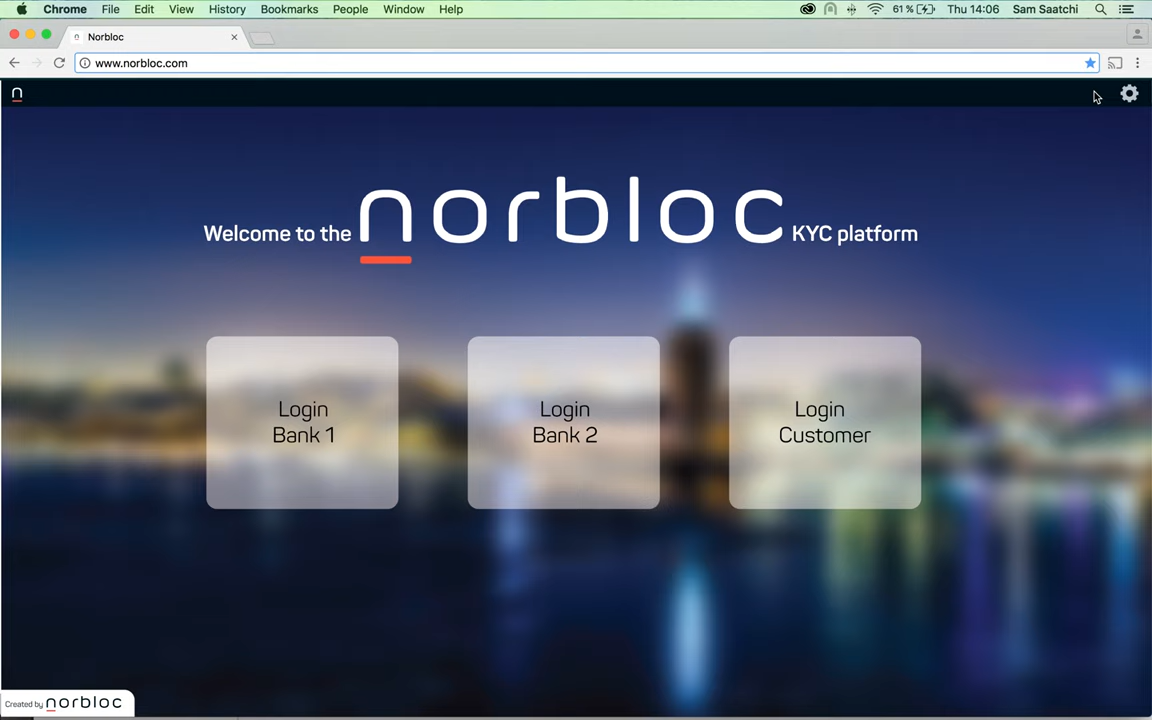 Chrome File Edit View History Bookmarks People Window Help 61% Thu 14:06 Sam Saatchi
Norbloc
www.norbloc.com
n
Welcome to the norbloc KYC platform
Login
Bank 1
Login
Bank 2
Login
Customer
Created by norbloc